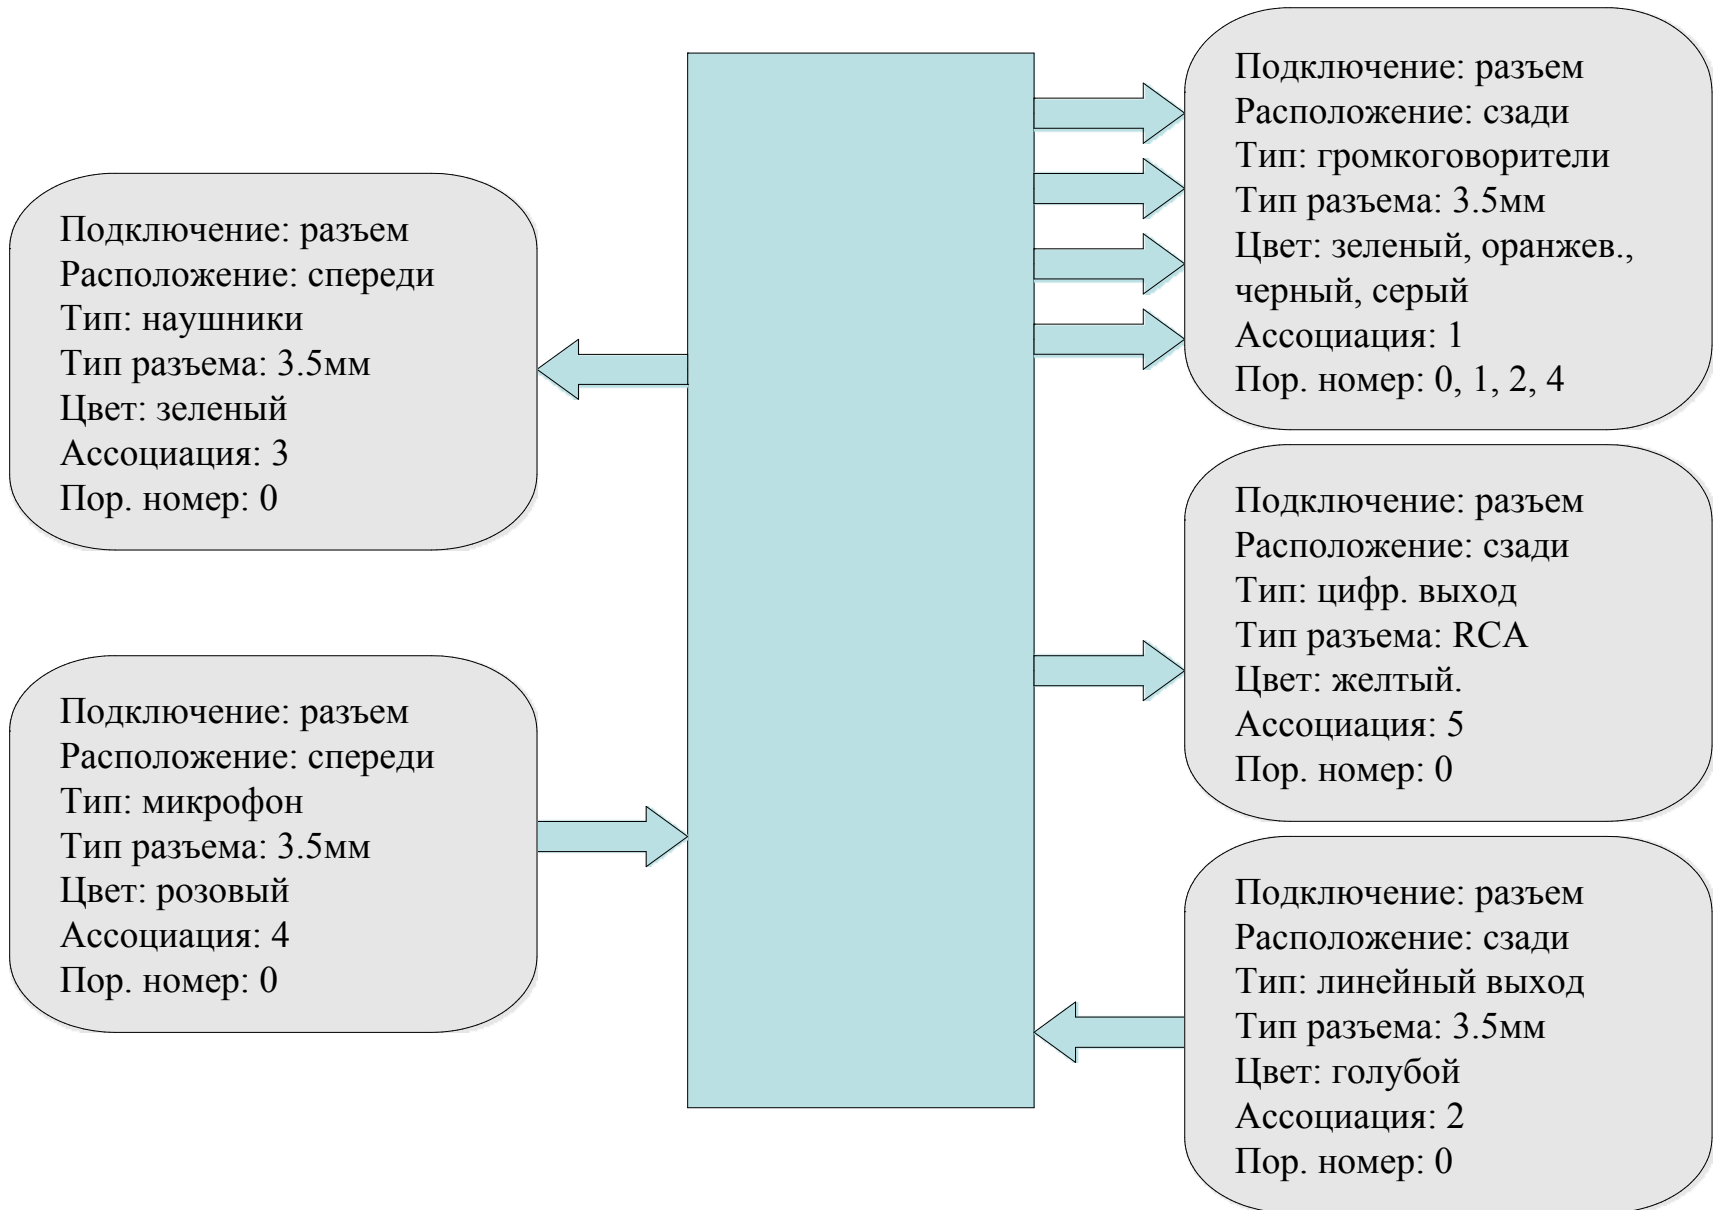 Подключение: разъем
Расположение: спереди
Тип: наушники
Тип разъема: 3.5мм
Цвет: зеленый
Ассоциация: 3
Пор. номер: 0
Подключение: разъем
Расположение: спереди
Тип: микрофон
Тип разъема: 3.5мм
Цвет: розовый
Ассоциация: 4
Пор. номер: 0
Подключение: разъем
Расположение: сзади
Тип: громкоговорители
Тип разъема: 3.5мм
Цвет: зеленый, оранжев.,
черный, серый
Ассоциация: 1
Пор. номер: 0, 1, 2, 4
Подключение: разъем
Расположение: сзади
Тип: цифр. выход
Тип разъема: RCA
Цвет: желтый.
Ассоциация: 5
Пор. номер: 0
Подключение: разъем
Расположение: сзади
Тип: линейный выход
Тип разъема: 3.5мм
Цвет: голубой
Ассоциация: 2
Пор. номер: 0